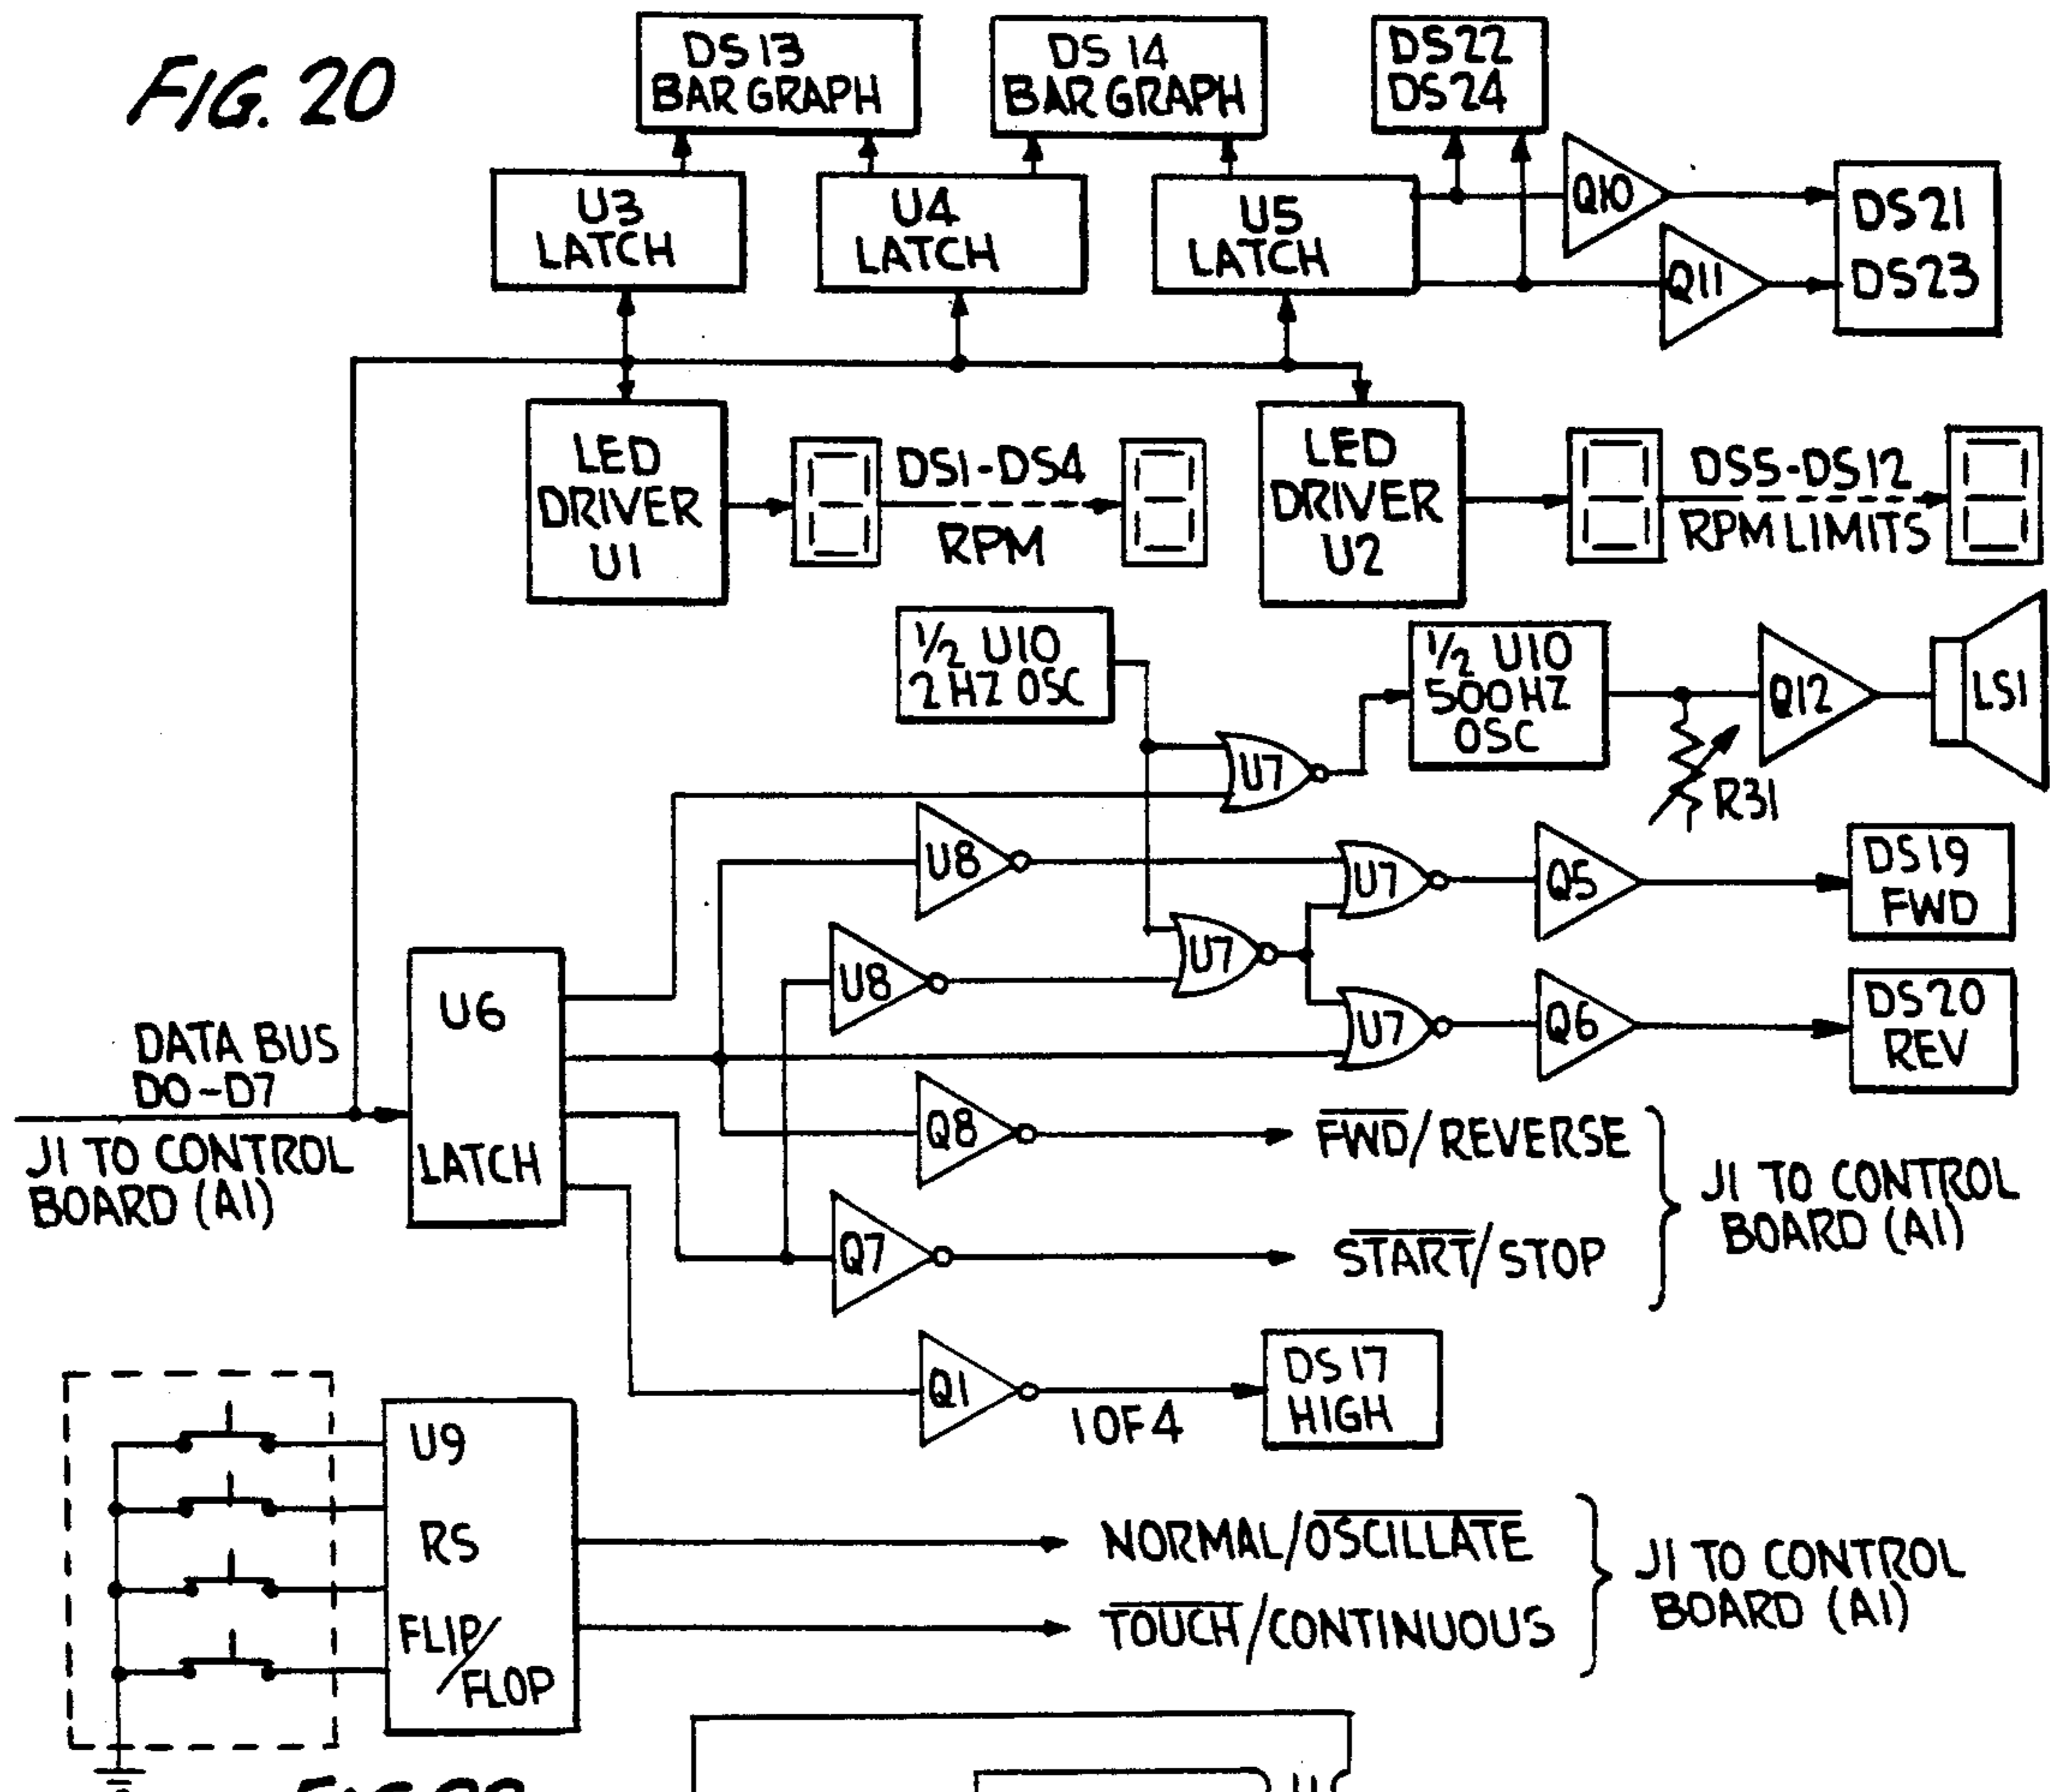 FIG. 20
DS13
BAR GRAPH
DS 14
BAR GRAPH
DS22
DS24
U3
LATCH
U4
LATCH
U5
LATCH
Q10
Q11
DS21
DS23
LED
DRIVER
U1
DS1-DS4
RPM
LED
DRIVER
U2
DS5-DS12
RPM LIMITS
1/2 U10
2 HZ OSC
1/2 U10
500HZ
OSC
Q12
LS1
R31
U7
U8
U7
Q5
DS19
FWD
U8
U7
U7
Q6
DS20
REV
U6
LATCH
DATA BUS
D0-D7
J1 TO CONTROL
BOARD (A1)
Q8
FWD/REVERSE
Q7
START/STOP
J1 TO CONTROL
BOARD (A1)
Q1
1 OF 4
DS17
HIGH
U9
RS
FLIP/
FLOP
NORMAL/OSCILLATE
TOUCH/CONTINUOUS
J1 TO CONTROL
BOARD (A1)